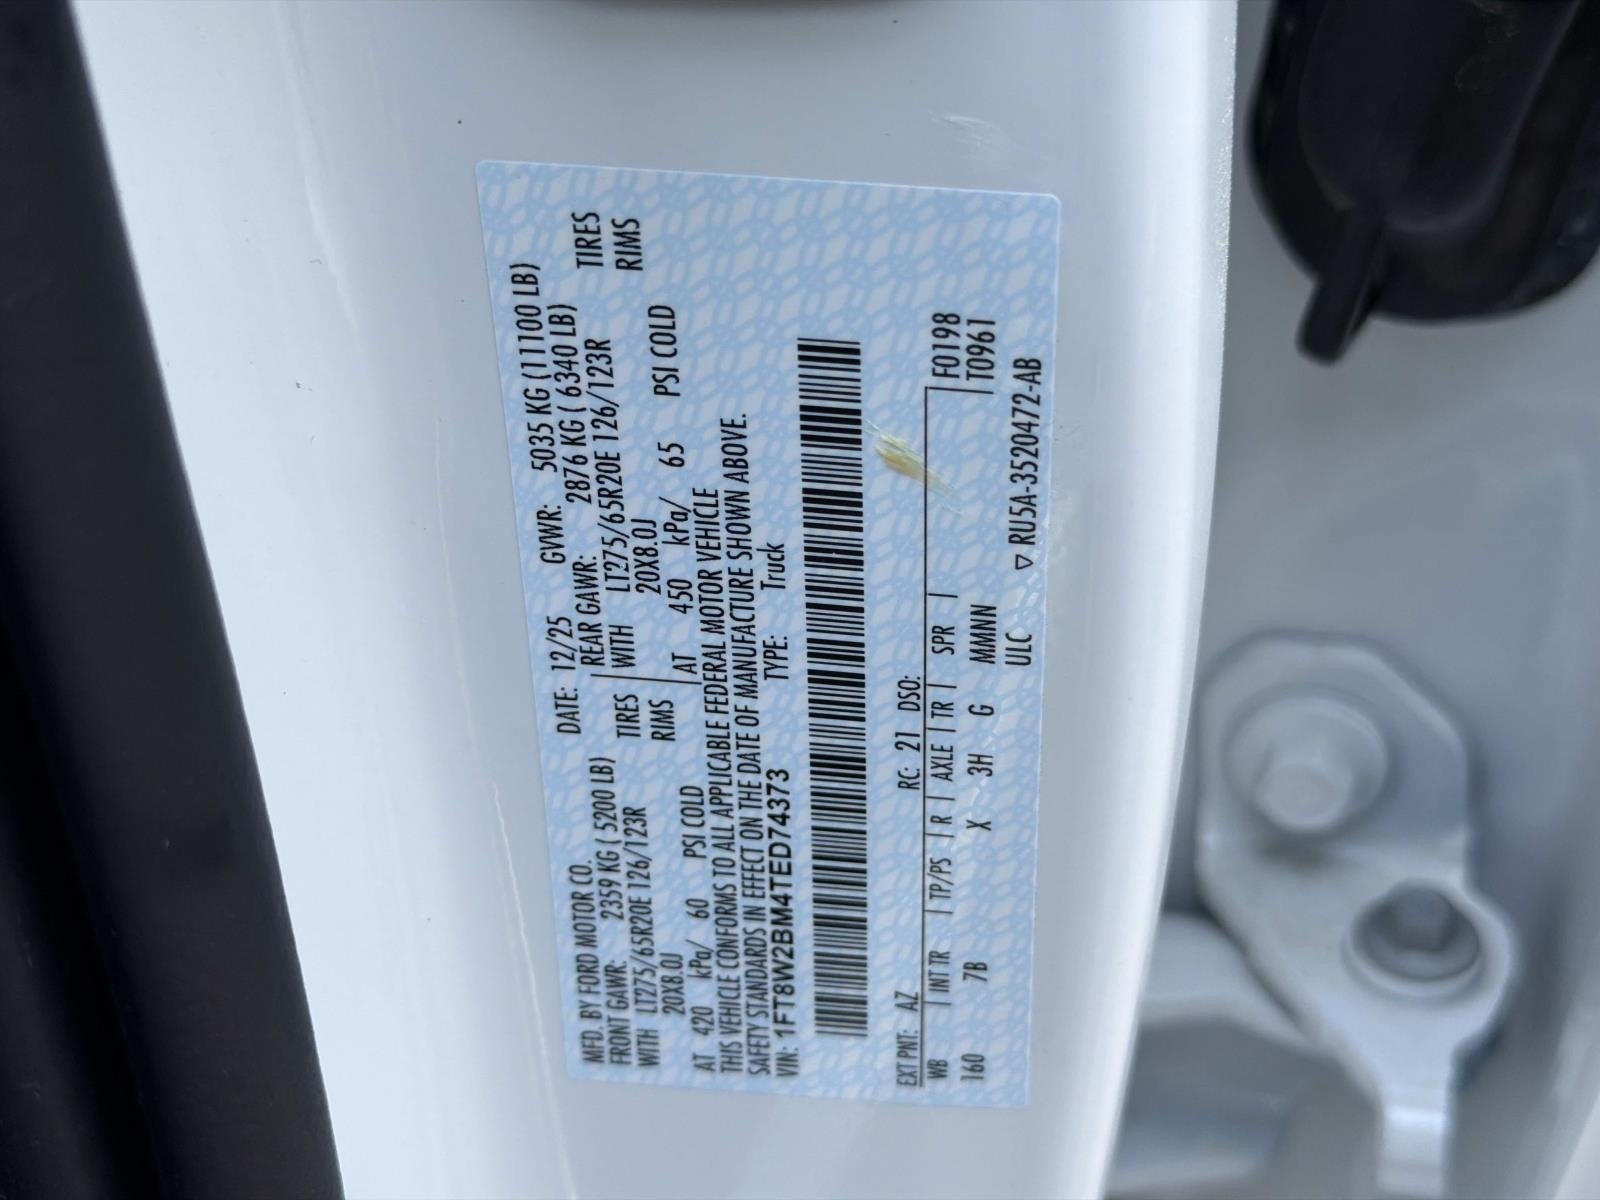 MFD. BY FORD MOTOR CO.
DATE: 12/25 GVWR: 5035 KG (11100 LB)
FRONT GAWR: 2359 KG ( 5200 LB) REAR GAWR: 2876 KG ( 6340 LB)
WITH LT275/65R20E 126/123R TIRES WITH LT275/65R20E 126/123R TIRES
20X8.0J RIMS 20X8.0J RIMS
AT 420 kPa/ 60 PSI COLD AT 450 kPa/ 65 PSI COLD
THIS VEHICLE CONFORMS TO ALL APPLICABLE FEDERAL MOTOR VEHICLE
SAFETY STANDARDS IN EFFECT ON THE DATE OF MANUFACTURE SHOWN ABOVE.
VIN: 1FT8W2BM4TED74373 TYPE: Truck
EXT PNT: AZ RC: 21 DSO:
WB INT TR TP/PS R AXLE TR SPR F0198
160 7B X 3H G MMNN T0961
ULC ▽ RU5A-3520472-AB